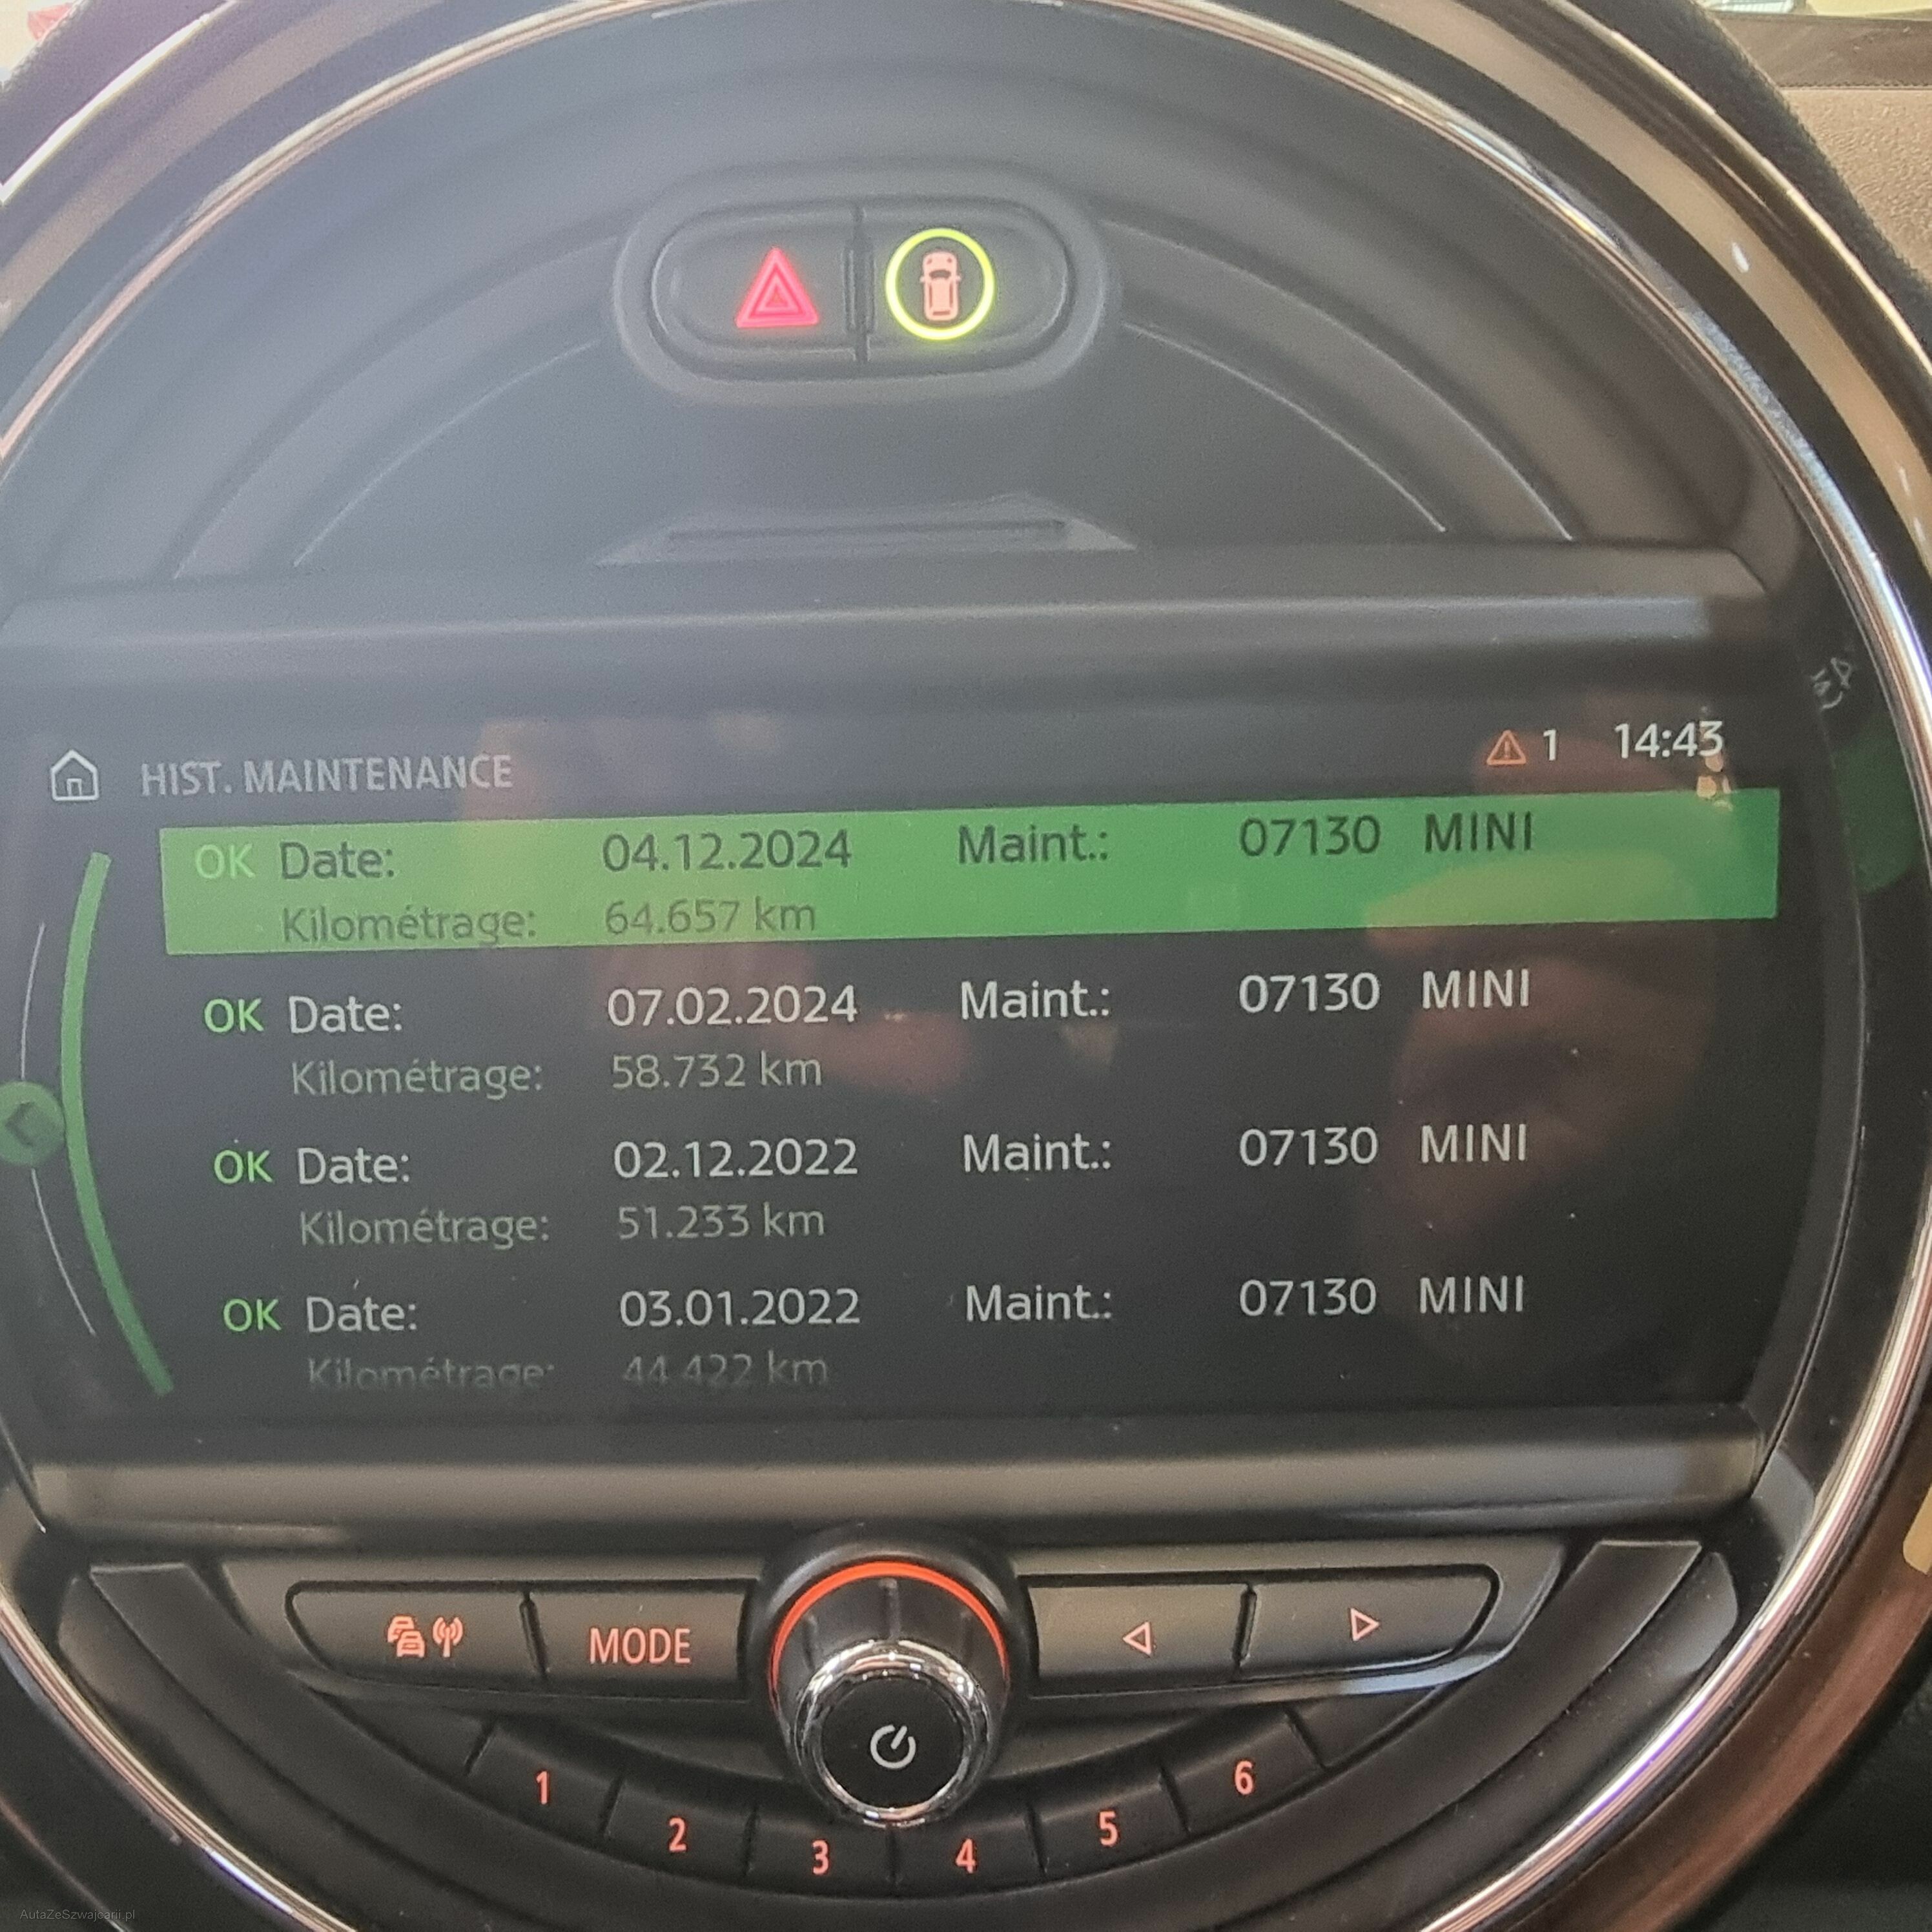 HIST. MAINTENANCE 1 14:43
OK Date: 04.12.2024 Maint.: 07130 MINI
Kilométrage: 64.657 km
OK Date: 07.02.2024 Maint.: 07130 MINI
Kilométrage: 58.732 km
OK Date: 02.12.2022 Maint.: 07130 MINI
Kilométrage: 51.233 km
OK Date: 03.01.2022 Maint.: 07130 MINI
Kilométrage: 44.422 km
MODE
1 2 3 4 5 6
AutaZeSzwajcarii.pl